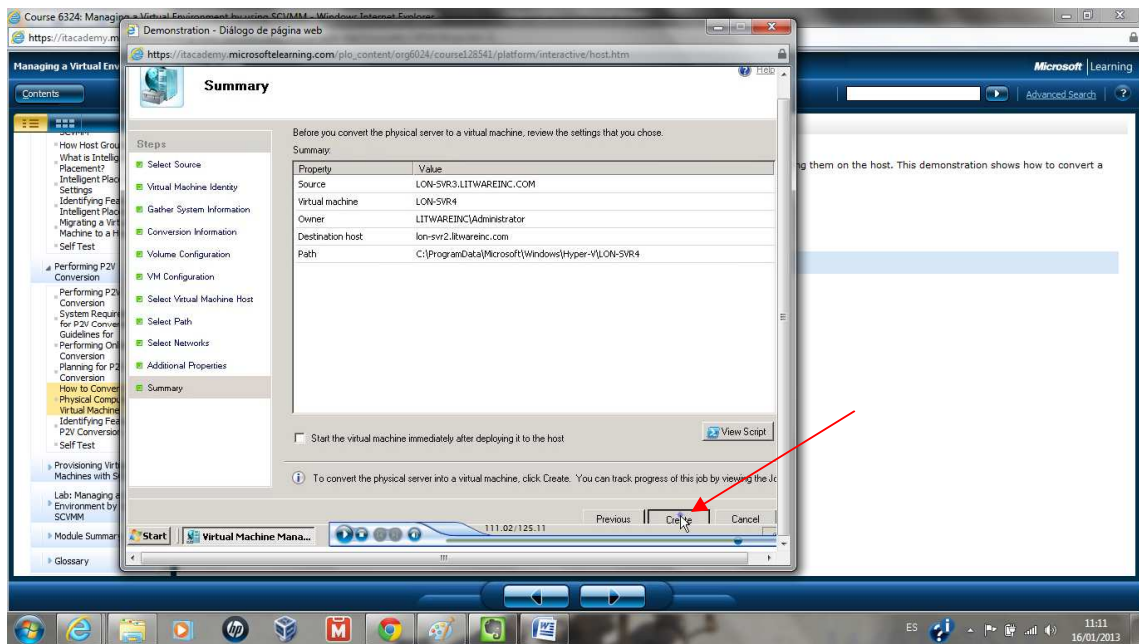 Course 6324: Managing a Virtual Environment by using SCVMM - Windows Internet Explorer
https://itacademy.m
Managing a Virtual Env
Microsoft | Learning
Contents
Advanced Search
SCVMM
How Host Grou
What is Intellig
Placement?
Intelligent Plac
Settings
Identifying Fea
Intelligent Plac
Migrating a Virt
Machine to a H
Self Test
Performing P2V
Conversion
Performing P2V
Conversion
System Require
for P2V Conver
Guidelines for
Performing Onl
Conversion
Planning for P2
Conversion
How to Conver
Physical Compu
Virtual Machine
Identifying Fea
P2V Conversion
Self Test
Provisioning Virt
Machines with S
Lab: Managing a
Environment by
SCVMM
Module Summar
Glossary
ng them on the host. This demonstration shows how to convert a
Demonstration - Diálogo de página web
https://itacademy.microsoftelearning.com/plo_content/org6024/course128541/platform/interactive/host.htm
Summary
Help
Steps
Select Source
Virtual Machine Identity
Gather System Information
Conversion Information
Volume Configuration
VM Configuration
Select Virtual Machine Host
Select Path
Select Networks
Additional Properties
Summary
Before you convert the physical server to a virtual machine, review the settings that you chose.
Summary:
Property Value
Source LON-SVR3.LITWAREINC.COM
Virtual machine LON-SVR4
Owner LITWAREINC\Administrator
Destination host lon-svr2.litwareinc.com
Path C:\ProgramData\Microsoft\Windows\Hyper-V\LON-SVR4
Start the virtual machine immediately after deploying it to the host
View Script
To convert the physical server into a virtual machine, click Create. You can track progress of this job by viewing the Jo
Previous Create Cancel
Start Virtual Machine Mana...
111.02/125.11
ES
11:11
16/01/2013